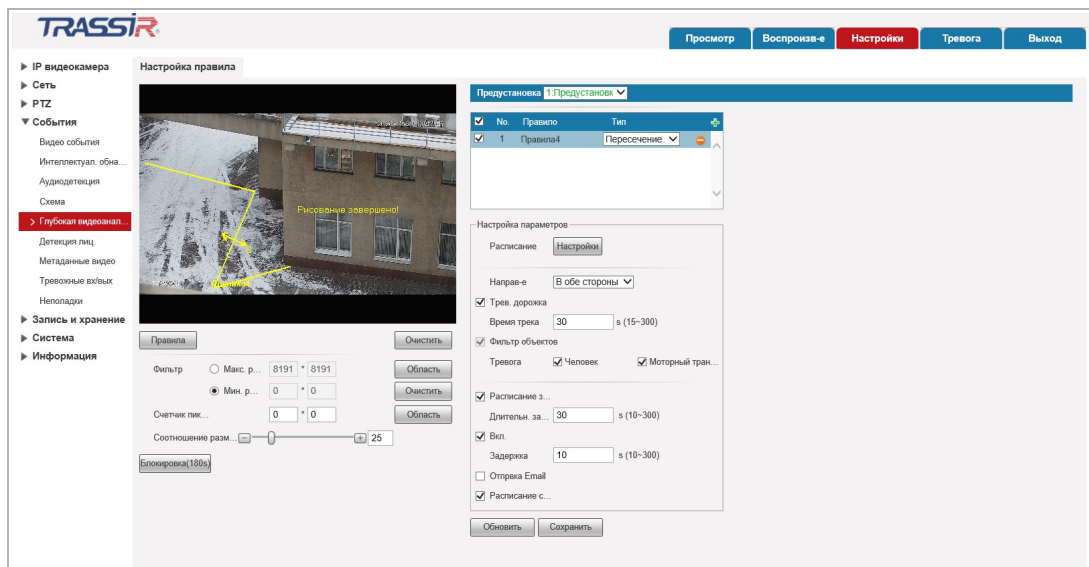 TRASSIR
Просмотр Воспроизв-е Настройки Тревога Выход
IP видеокамера
Сеть
PTZ
События
Видео события
Интеллектуал. обна...
Аудиодетекция
Схема
Глубокая видеоанал...
Детекция лиц
Метаданные видео
Тревожные вх/вых
Неполадки
Запись и хранение
Система
Информация
Настройка правила
Рисование завершено!
Правила Очистить
Фильтр Макс. р... 8191 * 8191 Область
Мин. р... 0 * 0 Очистить
Счетчик пик... 0 * 0 Область
Соотношение разм... 25
Блокировка(180s)
Предустановка 1:Предустановк
No. Правило Тип
1 Правила4 Пересечение
Настройка параметров
Расписание Настройки
Направ-е В обе стороны
Трев. дорожка
Время трека 30 s (15~300)
Фильтр объектов
Тревога Человек Моторный тран...
Расписание з...
Длительн. за... 30 s (10~300)
Вкл.
Задержка 10 s (10~300)
Отпрвка Email
Расписание с...
Обновить Сохранить